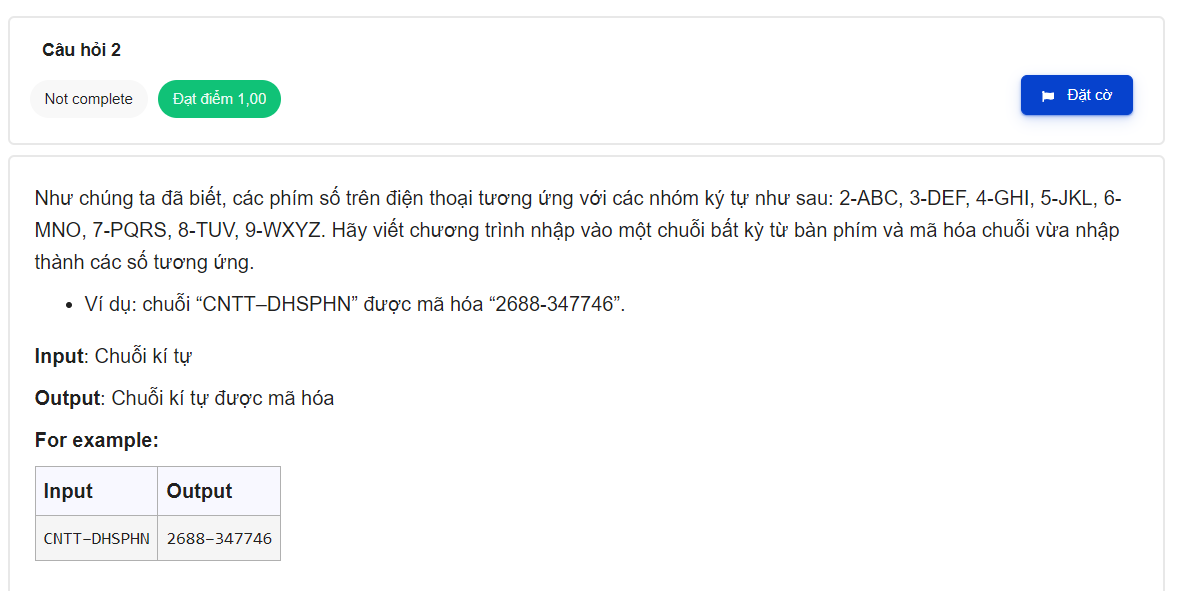 Câu hỏi 2
Not complete
Đạt điểm 1,00
Đặt cờ
Như chúng ta đã biết, các phím số trên điện thoại tương ứng với các nhóm ký tự như sau: 2-ABC, 3-DEF, 4-GHI, 5-JKL, 6-
MNO, 7-PQRS, 8-TUV, 9-WXYZ. Hãy viết chương trình nhập vào một chuỗi bất kỳ từ bàn phím và mã hóa chuỗi vừa nhập
thành các số tương ứng.
• Ví dụ: chuỗi “CNTT–DHSPHN” được mã hóa “2688-347746”.
Input: Chuỗi kí tự
Output: Chuỗi kí tự được mã hóa
For example:
Input Output
CNTT–DHSPHN 2688–347746